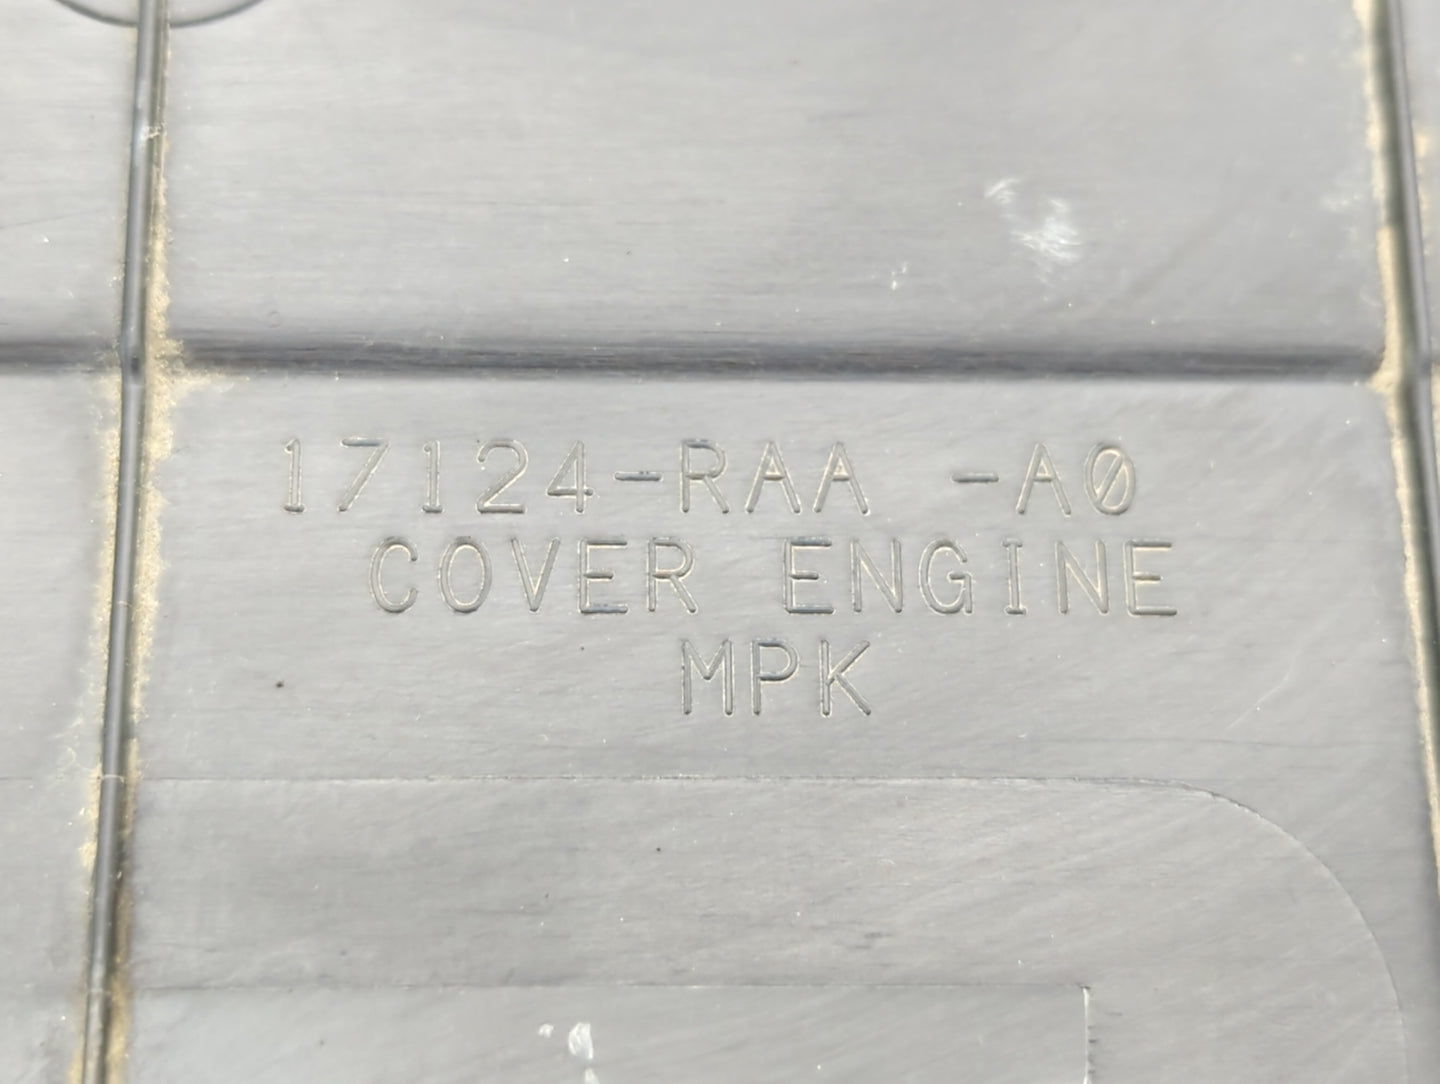 17124-RAA -A0
COVER ENGINE
MPK